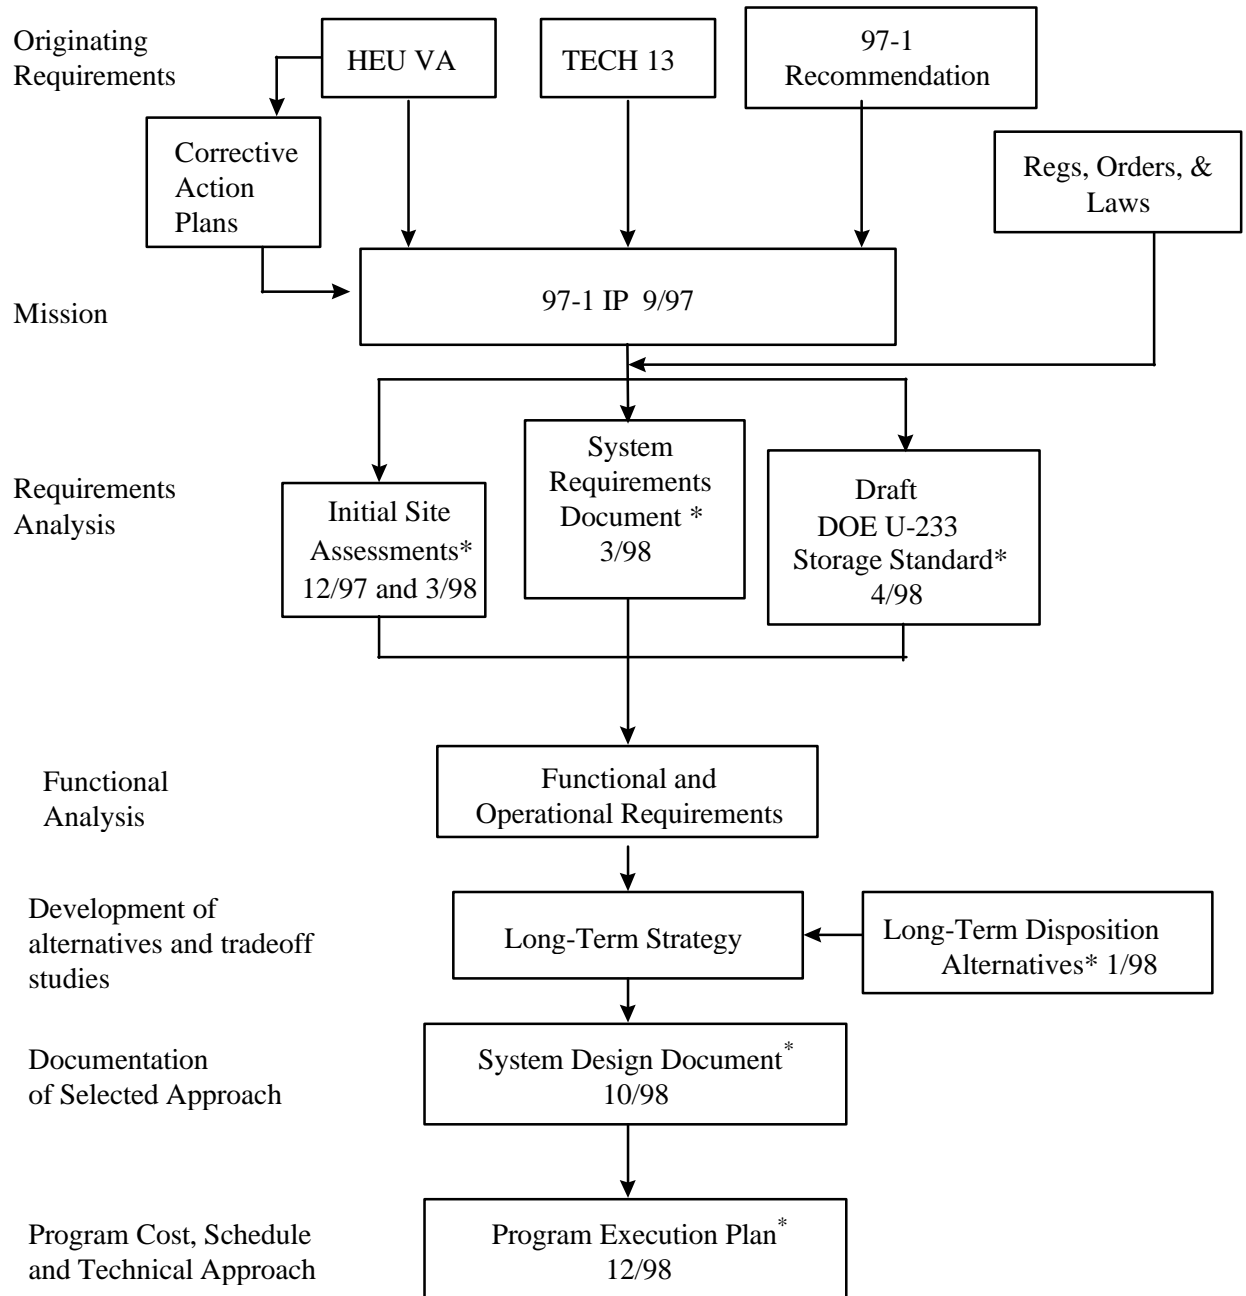 Originating
Requirements
HEU VA
TECH 13
97-1
Recommendation
Corrective
Action
Plans
Regs, Orders, &
Laws
Mission
97-1 IP 9/97
Requirements
Analysis
Initial Site
Assessments*
12/97 and 3/98
System
Requirements
Document *
3/98
Draft
DOE U-233
Storage Standard*
4/98
Functional
Analysis
Functional and
Operational Requirements
Development of
alternatives and tradeoff
studies
Long-Term Strategy
Long-Term Disposition
Alternatives* 1/98
Documentation
of Selected Approach
System Design Document*
10/98
Program Cost, Schedule
and Technical Approach
Program Execution Plan*
12/98